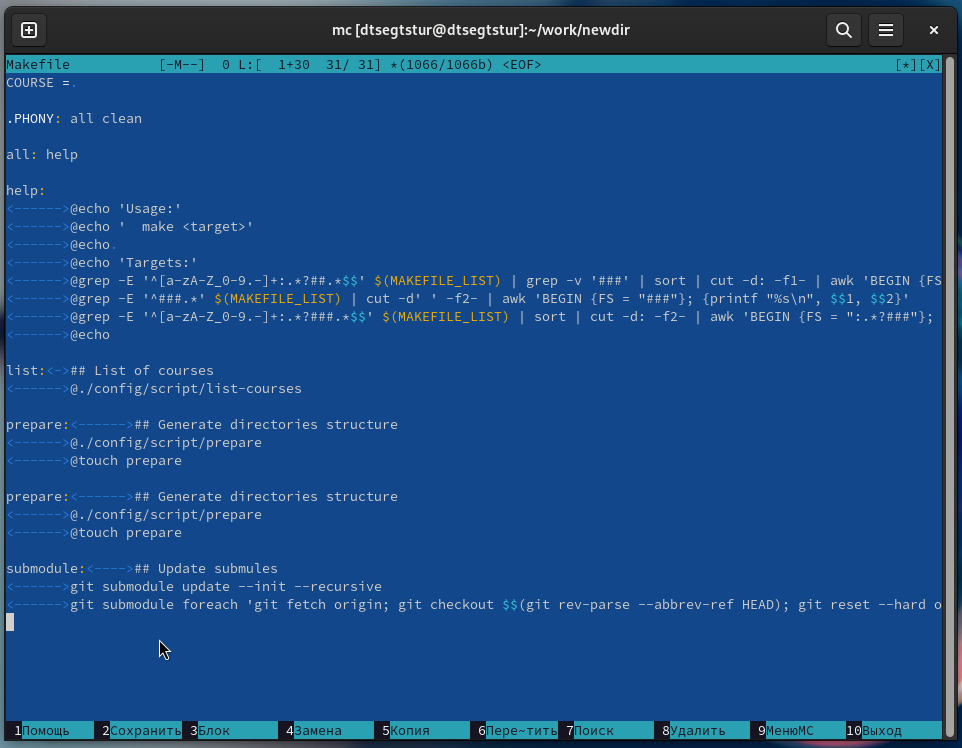 mc [dtsegtstur@dtsegtstur]:~/work/newdir
Makefile [-M--] 0 L:[ 1+30 31/ 31] *(1066/1066b) <EOF> [*][X]
COURSE =.
.PHONY: all clean
all: help
help:
<------>@echo 'Usage:'
<------>@echo '  make <target>'
<------>@echo.
<------>@echo 'Targets:'
<------>@grep -E '^[a-zA-Z_0-9.-]+:.*?##.*$$' $(MAKEFILE_LIST) | grep -v '###' | sort | cut -d: -f1- | awk 'BEGIN {FS
<------>@grep -E '^###.*' $(MAKEFILE_LIST) | cut -d' ' -f2- | awk 'BEGIN {FS = "###"}; {printf "%s\n", $$1, $$2}'
<------>@grep -E '^[a-zA-Z_0-9.-]+:.*?###.*$$' $(MAKEFILE_LIST) | sort | cut -d: -f2- | awk 'BEGIN {FS = ":.*?###"};
<------>@echo
list:<->## List of courses
<------>@./config/script/list-courses
prepare:<------>## Generate directories structure
<------>@./config/script/prepare
<------>@touch prepare
prepare:<------>## Generate directories structure
<------>@./config/script/prepare
<------>@touch prepare
submodule:<---->## Update submules
<------>git submodule update --init --recursive
<------>git submodule foreach 'git fetch origin; git checkout $$(git rev-parse --abbrev-ref HEAD); git reset --hard o
1Помощь 2Сохранить 3Блок 4Замена 5Копия 6Пере~тить 7Поиск 8Удалить 9МенюMC 10Выход